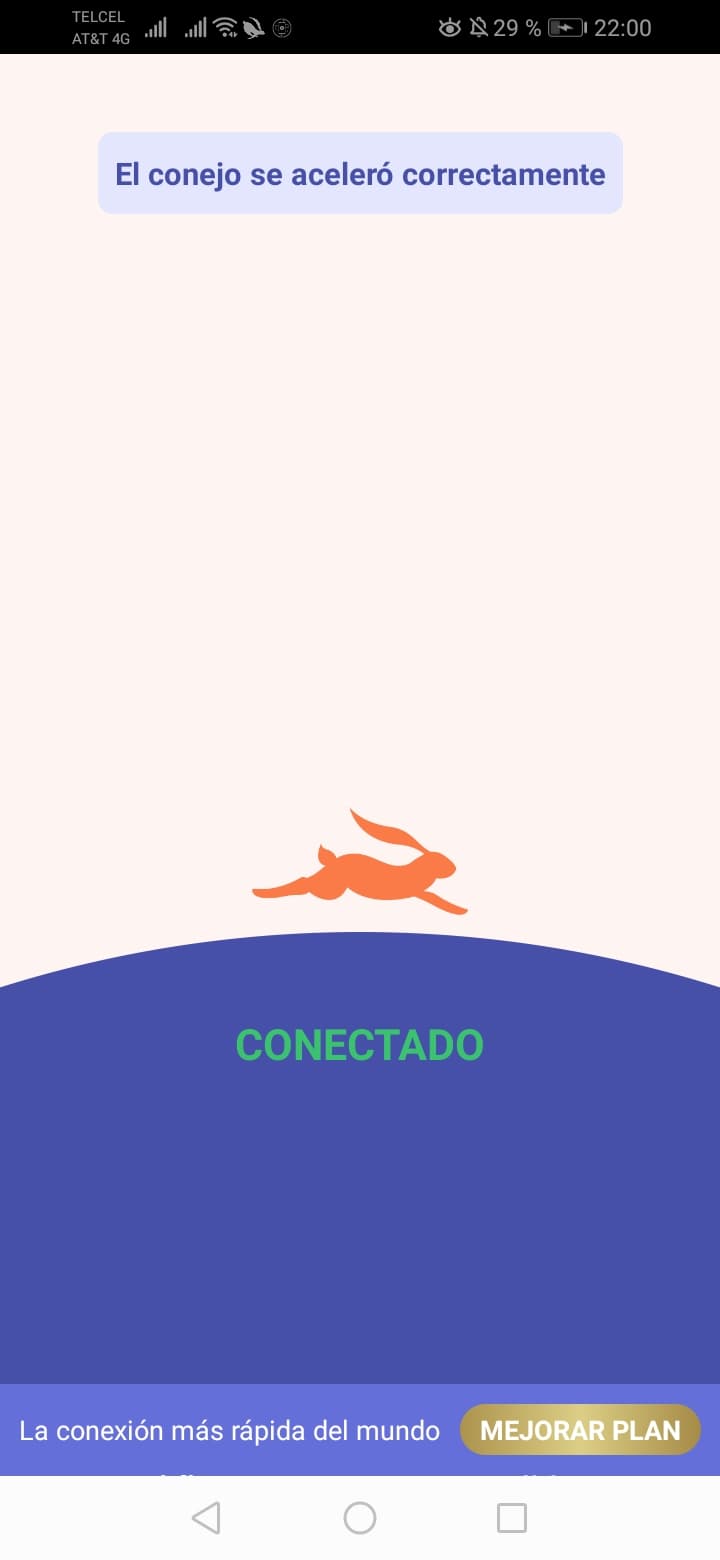 TELCEL
AT&T 4G
29 %
22:00
El conejo se aceleró correctamente
CONECTADO
La conexión más rápida del mundo
MEJORAR PLAN